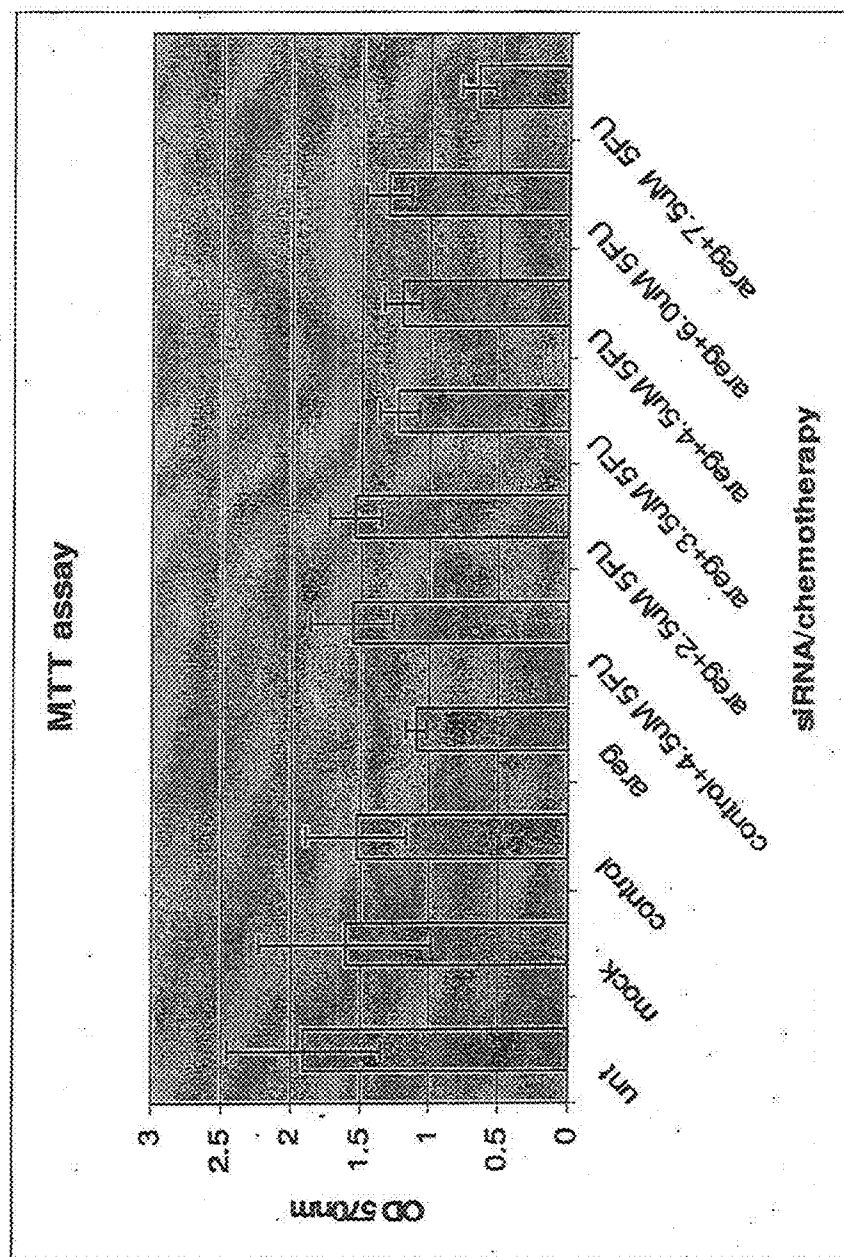 MTT assay
OD 570nm
3
2.5
2
1.5
1
0.5
0
unt
mock
control
areg
control+4.5uM 5FU
areg+2.5uM 5FU
areg+3.5uM 5FU
areg+4.5uM 5FU
areg+6.0uM 5FU
areg+7.5uM 5FU
siRNA/chemotherapy